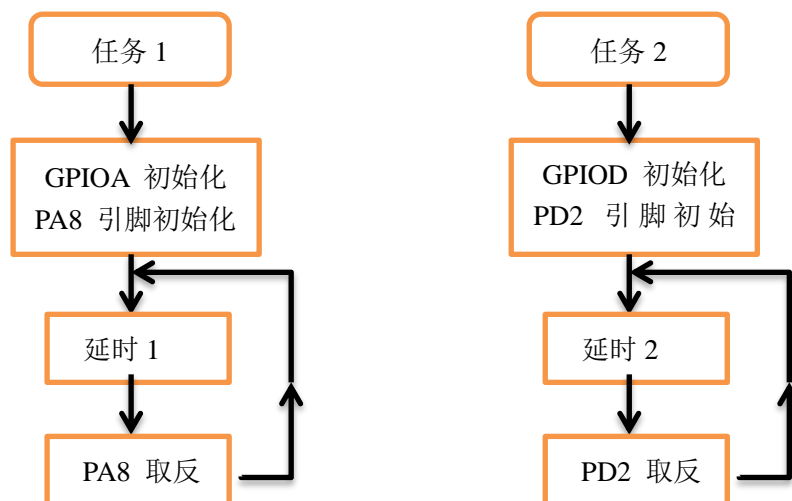 任务 1
GPIOA 初始化
PA8 引脚初始化
延时 1
PA8 取反
任务 2
GPIOD 初始化
PD2 引 脚 初 始
延时 2
PD2 取反